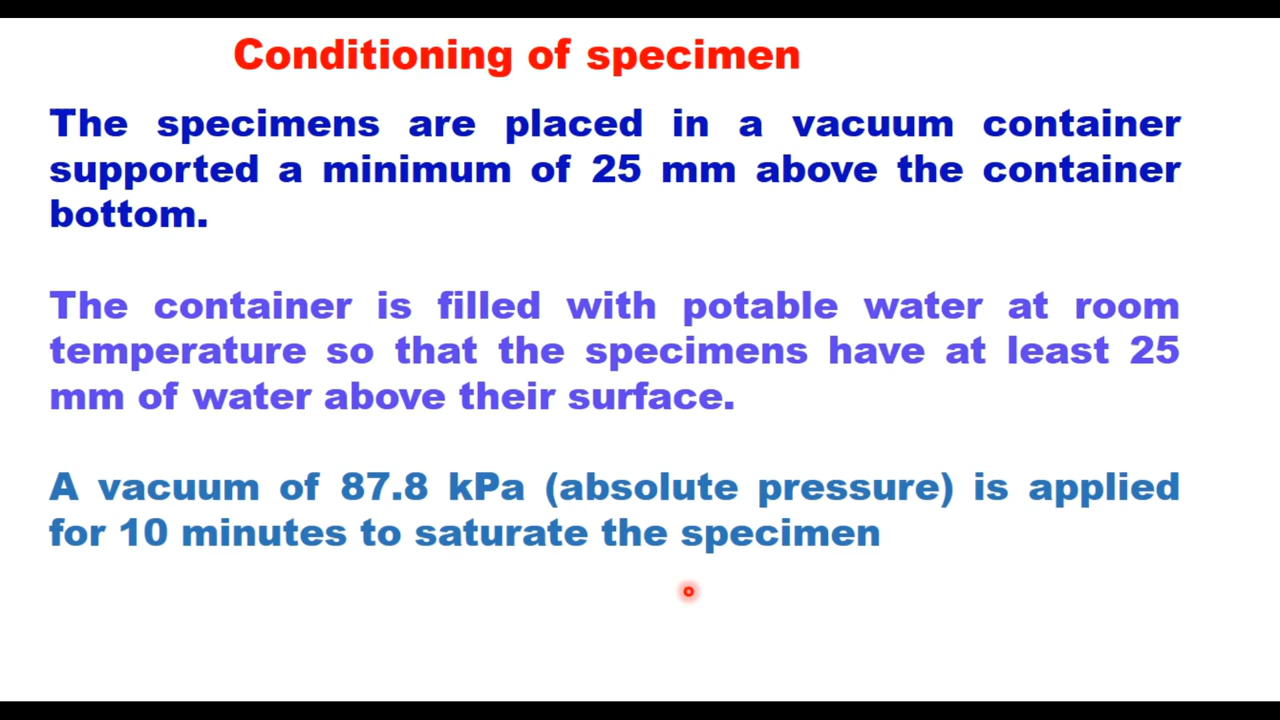 Conditioning of specimen
The specimens are placed in a vacuum container
supported a minimum of 25 mm above the container
bottom.
The container is filled with potable water at room
temperature so that the specimens have at least 25
mm of water above their surface.
A vacuum of 87.8 kPa (absolute pressure) is applied
for 10 minutes to saturate the specimen